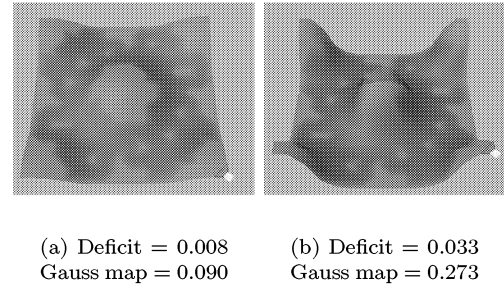 (a) Deficit = 0.008
Gauss map = 0.090
(b) Deficit = 0.033
Gauss map = 0.273